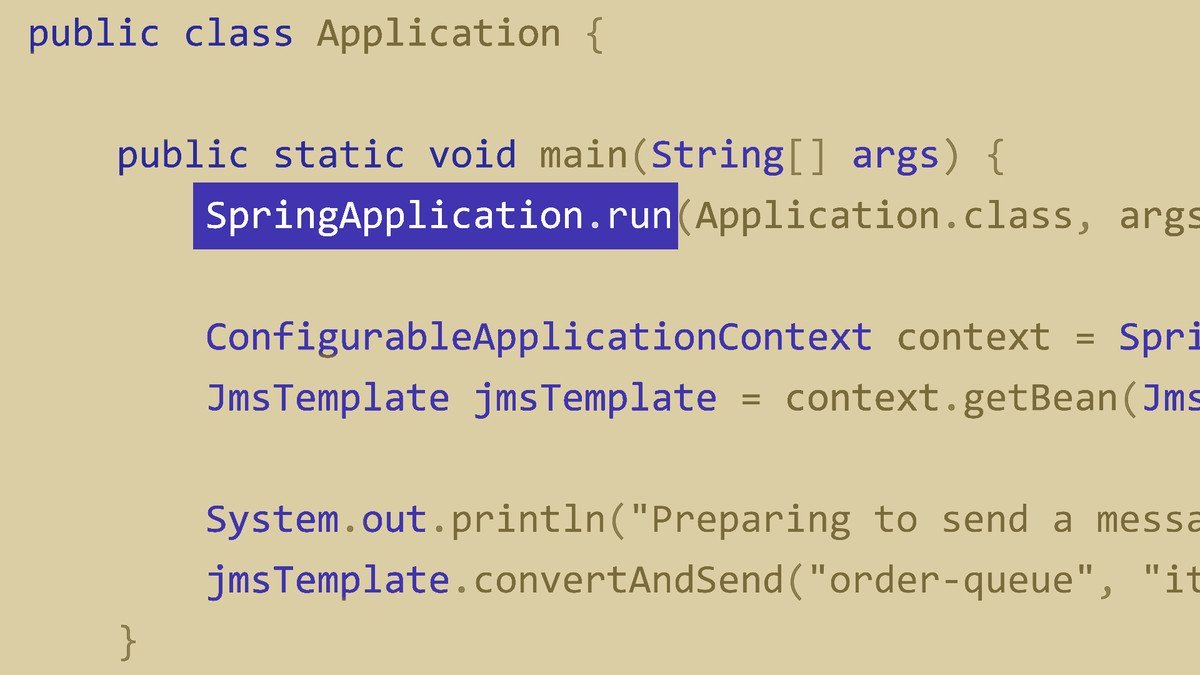 public class Application {
public static void main(String[] args) {
SpringApplication.run(Application.class, args
ConfigurableApplicationContext context = Spri
JmsTemplate jmsTemplate = context.getBean(Jms
System.out.println("Preparing to send a messa
jmsTemplate.convertAndSend("order-queue", "it
}